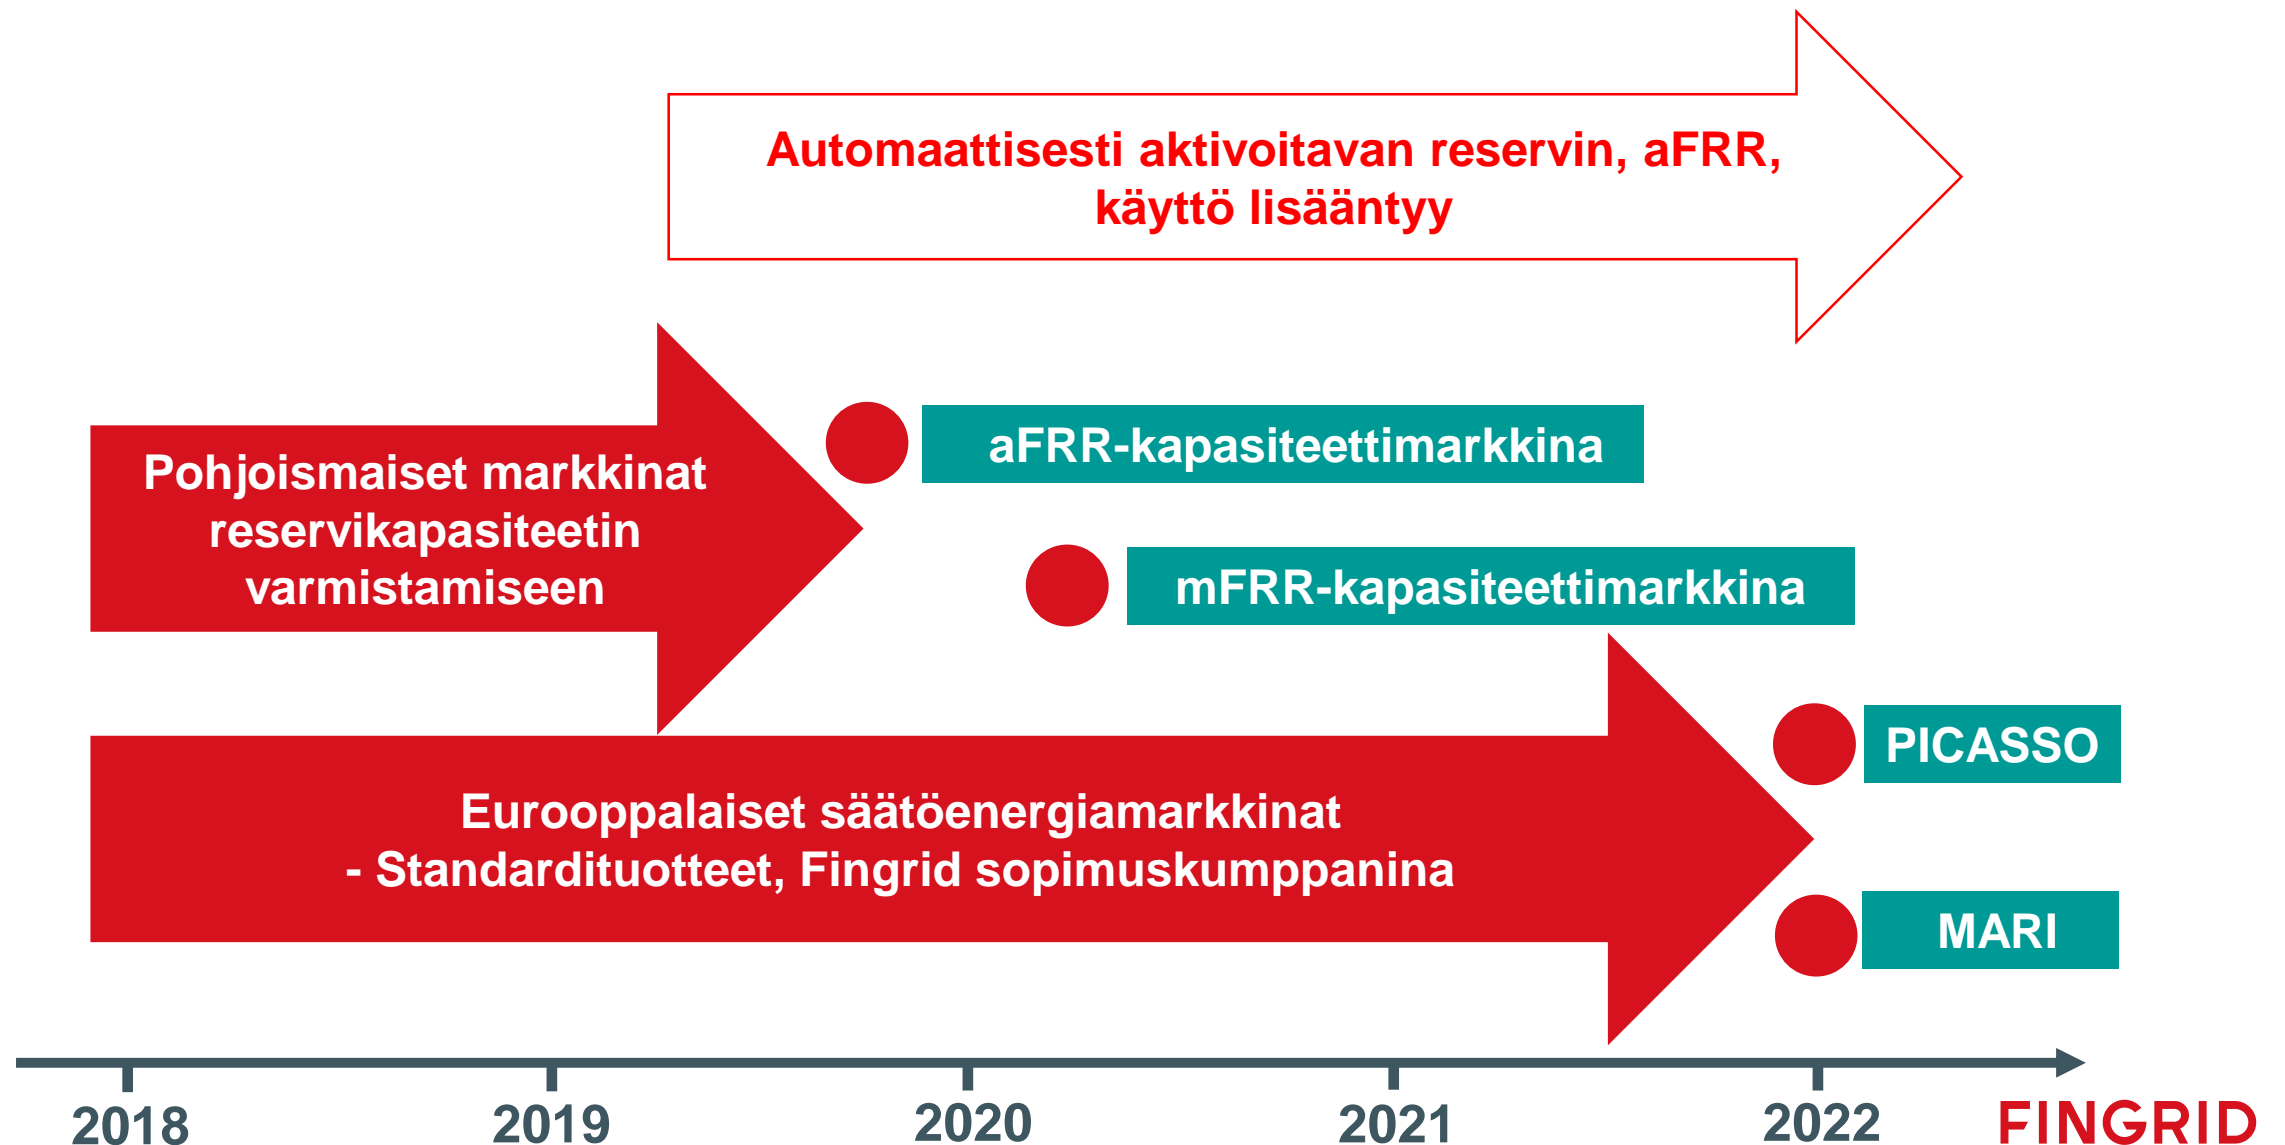 Automaattisesti aktivoitavan reservin, aFRR,
käyttö lisääntyy
Pohjoismaiset markkinat
reservikapasiteetin
varmistamiseen
aFRR-kapasiteettimarkkina
mFRR-kapasiteettimarkkina
Eurooppalaiset säätöenergiamarkkinat
- Standardituotteet, Fingrid sopimuskumppanina
PICASSO
MARI
2018
2019
2020
2021
2022
FINGRID